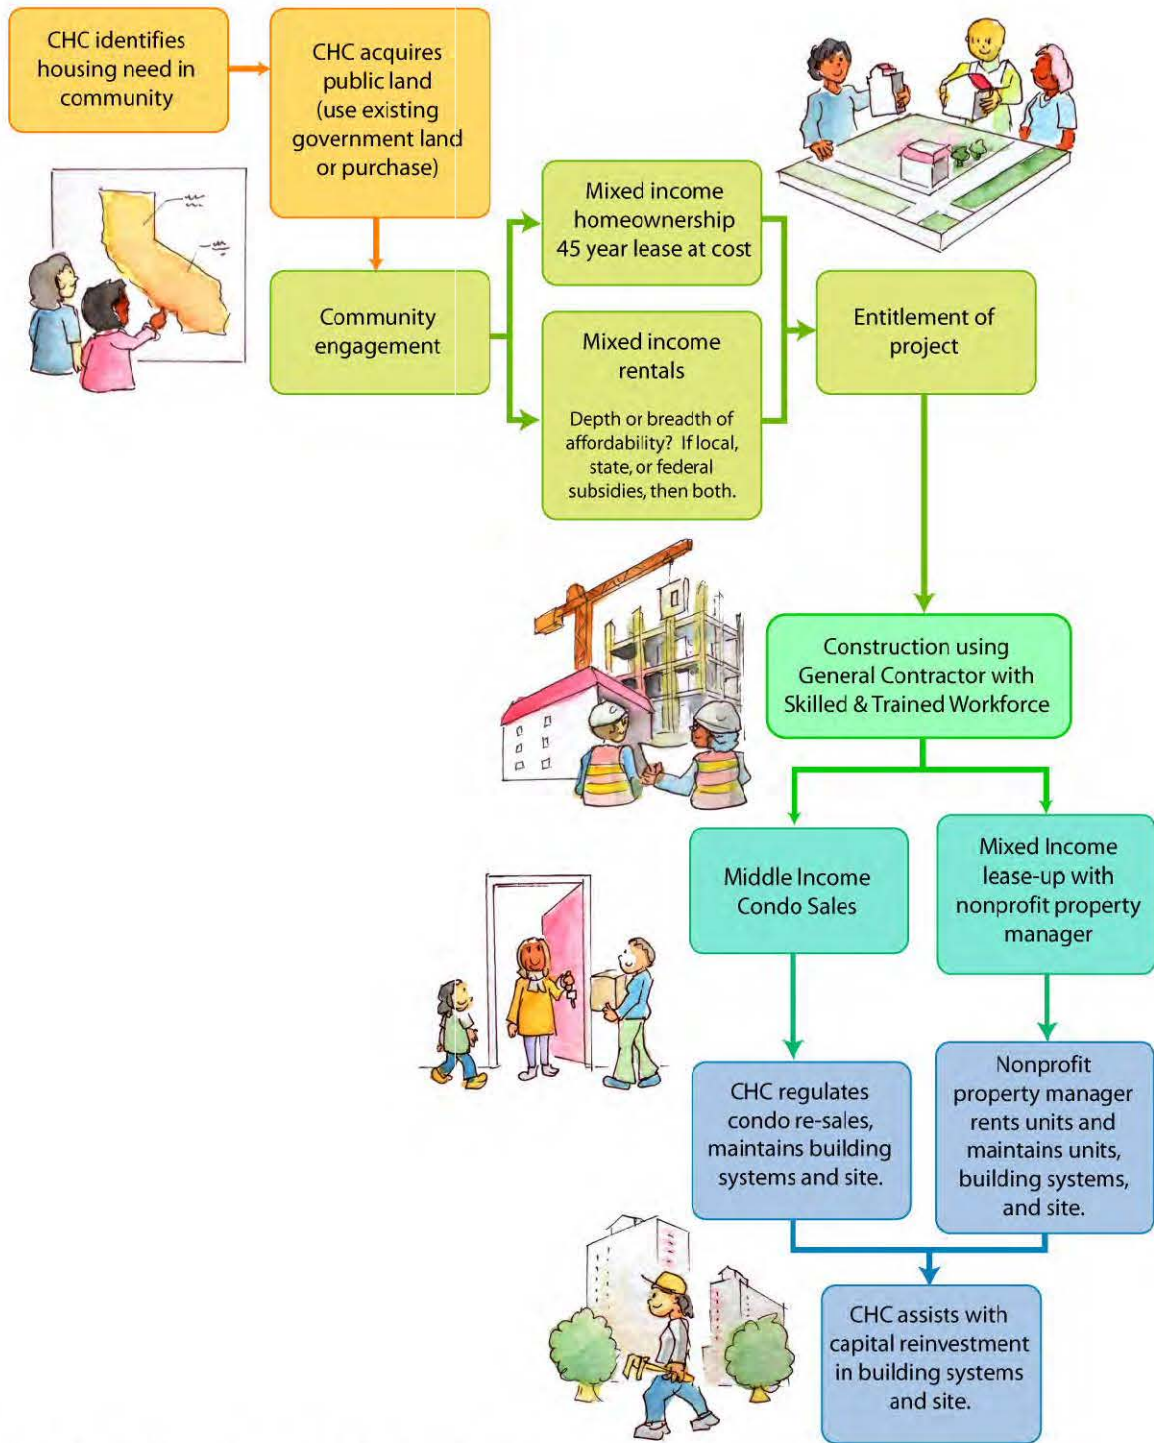 CHC identifies
housing need in
community
CHC acquires
public land
(use existing
government land
or purchase)
Community
engagement
Mixed income
homeownership
45 year lease at cost
Mixed income
rentals
Depth or breadth of
affordability? If local,
state, or federal
subsidies, then both.
Entitlement of
project
Construction using
General Contractor with
Skilled & Trained Workforce
Middle Income
Condo Sales
Mixed Income
lease-up with
nonprofit property
manager
CHC regulates
condo re-sales,
maintains building
systems and site.
Nonprofit
property manager
rents units and
maintains units,
building systems,
and site.
CHC assists with
capital reinvestment
in building systems
and site.